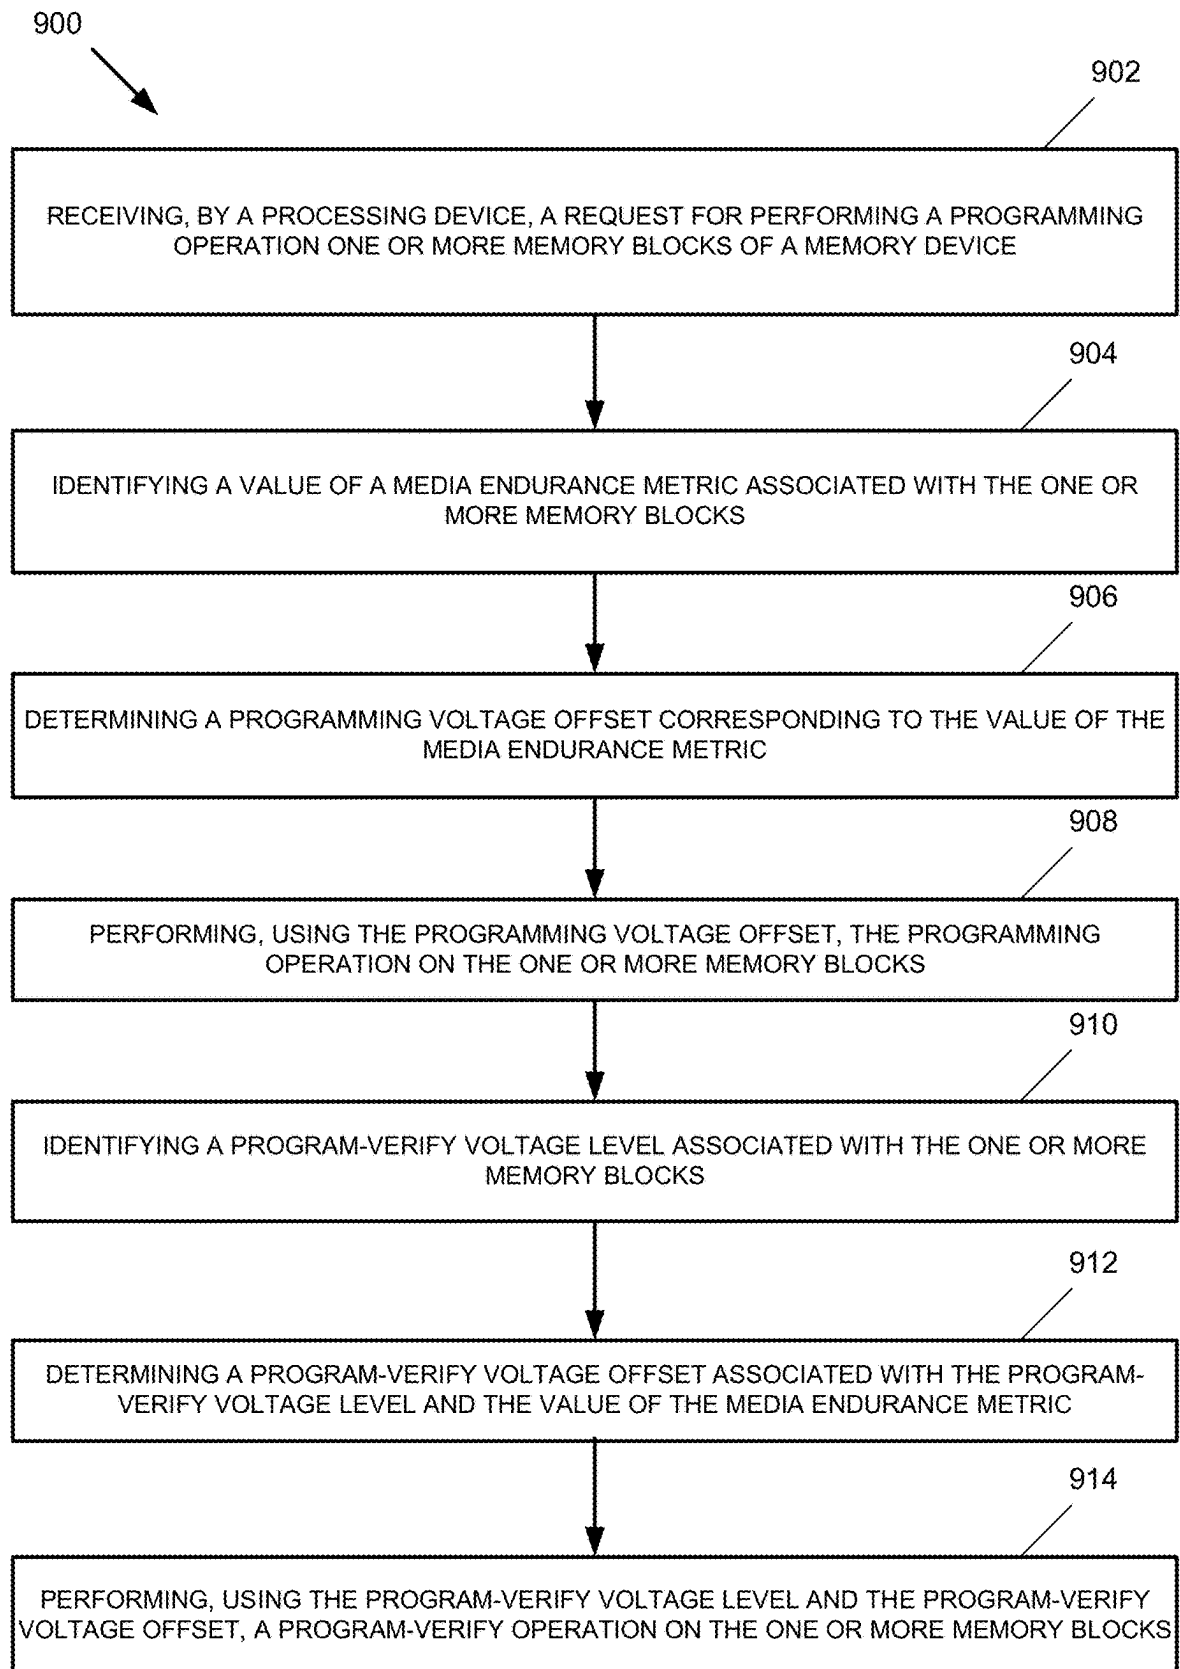 900
902
RECEIVING, BY A PROCESSING DEVICE, A REQUEST FOR PERFORMING A PROGRAMMING
OPERATION ONE OR MORE MEMORY BLOCKS OF A MEMORY DEVICE
904
IDENTIFYING A VALUE OF A MEDIA ENDURANCE METRIC ASSOCIATED WITH THE ONE OR
MORE MEMORY BLOCKS
906
DETERMINING A PROGRAMMING VOLTAGE OFFSET CORRESPONDING TO THE VALUE OF THE
MEDIA ENDURANCE METRIC
908
PERFORMING, USING THE PROGRAMMING VOLTAGE OFFSET, THE PROGRAMMING
OPERATION ON THE ONE OR MORE MEMORY BLOCKS
910
IDENTIFYING A PROGRAM-VERIFY VOLTAGE LEVEL ASSOCIATED WITH THE ONE OR MORE
MEMORY BLOCKS
912
DETERMINING A PROGRAM-VERIFY VOLTAGE OFFSET ASSOCIATED WITH THE PROGRAM-
VERIFY VOLTAGE LEVEL AND THE VALUE OF THE MEDIA ENDURANCE METRIC
914
PERFORMING, USING THE PROGRAM-VERIFY VOLTAGE LEVEL AND THE PROGRAM-VERIFY
VOLTAGE OFFSET, A PROGRAM-VERIFY OPERATION ON THE ONE OR MORE MEMORY BLOCKS